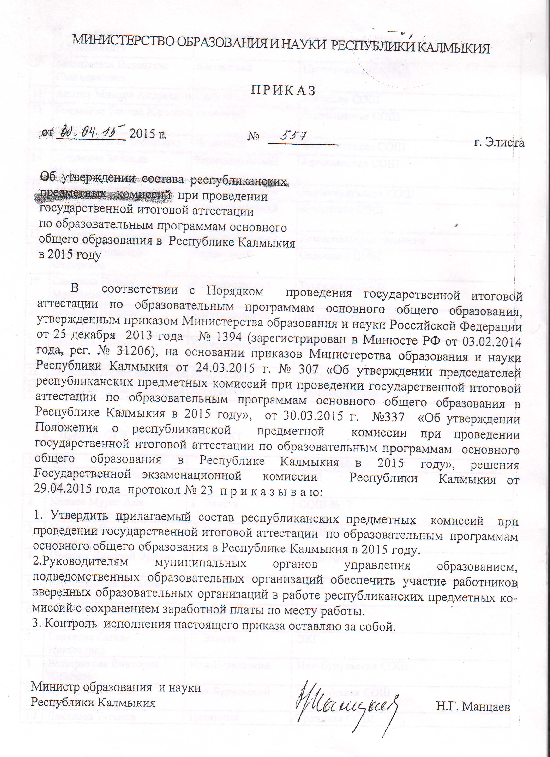 МИНИСТЕРСТВО ОБРАЗОВАНИЯ И НАУКИ РЕСПУБЛИКИ КАЛМЫКИЯ
П Р И К А З
от 30.04.15 2015 г. № 557 г. Элиста
Об утверждении состава республиканских
предметных комиссий при проведении
государственной итоговой аттестации
по образовательным программам основного
общего образования в Республике Калмыкия
в 2015 году
В соответствии с Порядком проведения государственной итоговой
аттестации по образовательным программам основного общего образования,
утвержденным приказом Министерства образования и науки Российской Федерации
от 25 декабря 2013 года № 1394 (зарегистрирован в Минюсте РФ от 03.02.2014
года, рег. № 31206), на основании приказов Министерства образования и науки
Республики Калмыкия от 24.03.2015 г. № 307 «Об утверждении председателей
республиканских предметных комиссий при проведении государственной итоговой
аттестации по образовательным программам основного общего образования в
Республике Калмыкия в 2015 году», от 30.03.2015 г. №337 «Об утверждении
Положения о республиканской предметной комиссии при проведении
государственной итоговой аттестации по образовательным программам основного
общего образования в Республике Калмыкия в 2015 году», решения
Государственной экзаменационной комиссии Республики Калмыкия от
29.04.2015 года протокол № 23 п р и к а з ы в а ю:
1. Утвердить прилагаемый состав республиканских предметных комиссий при
проведении государственной итоговой аттестации по образовательным программам
основного общего образования в Республике Калмыкия в 2015 году.
2.Руководителям муниципальных органов управления образованием,
подведомственных образовательных организаций обеспечить участие работников
вверенных образовательных организаций в работе республиканских предметных ко-
миссий с сохранением заработной платы по месту работы.
3. Контроль исполнения настоящего приказа оставляю за собой.
Министр образования и науки
Республики Калмыкия Н.Г. Манцаев